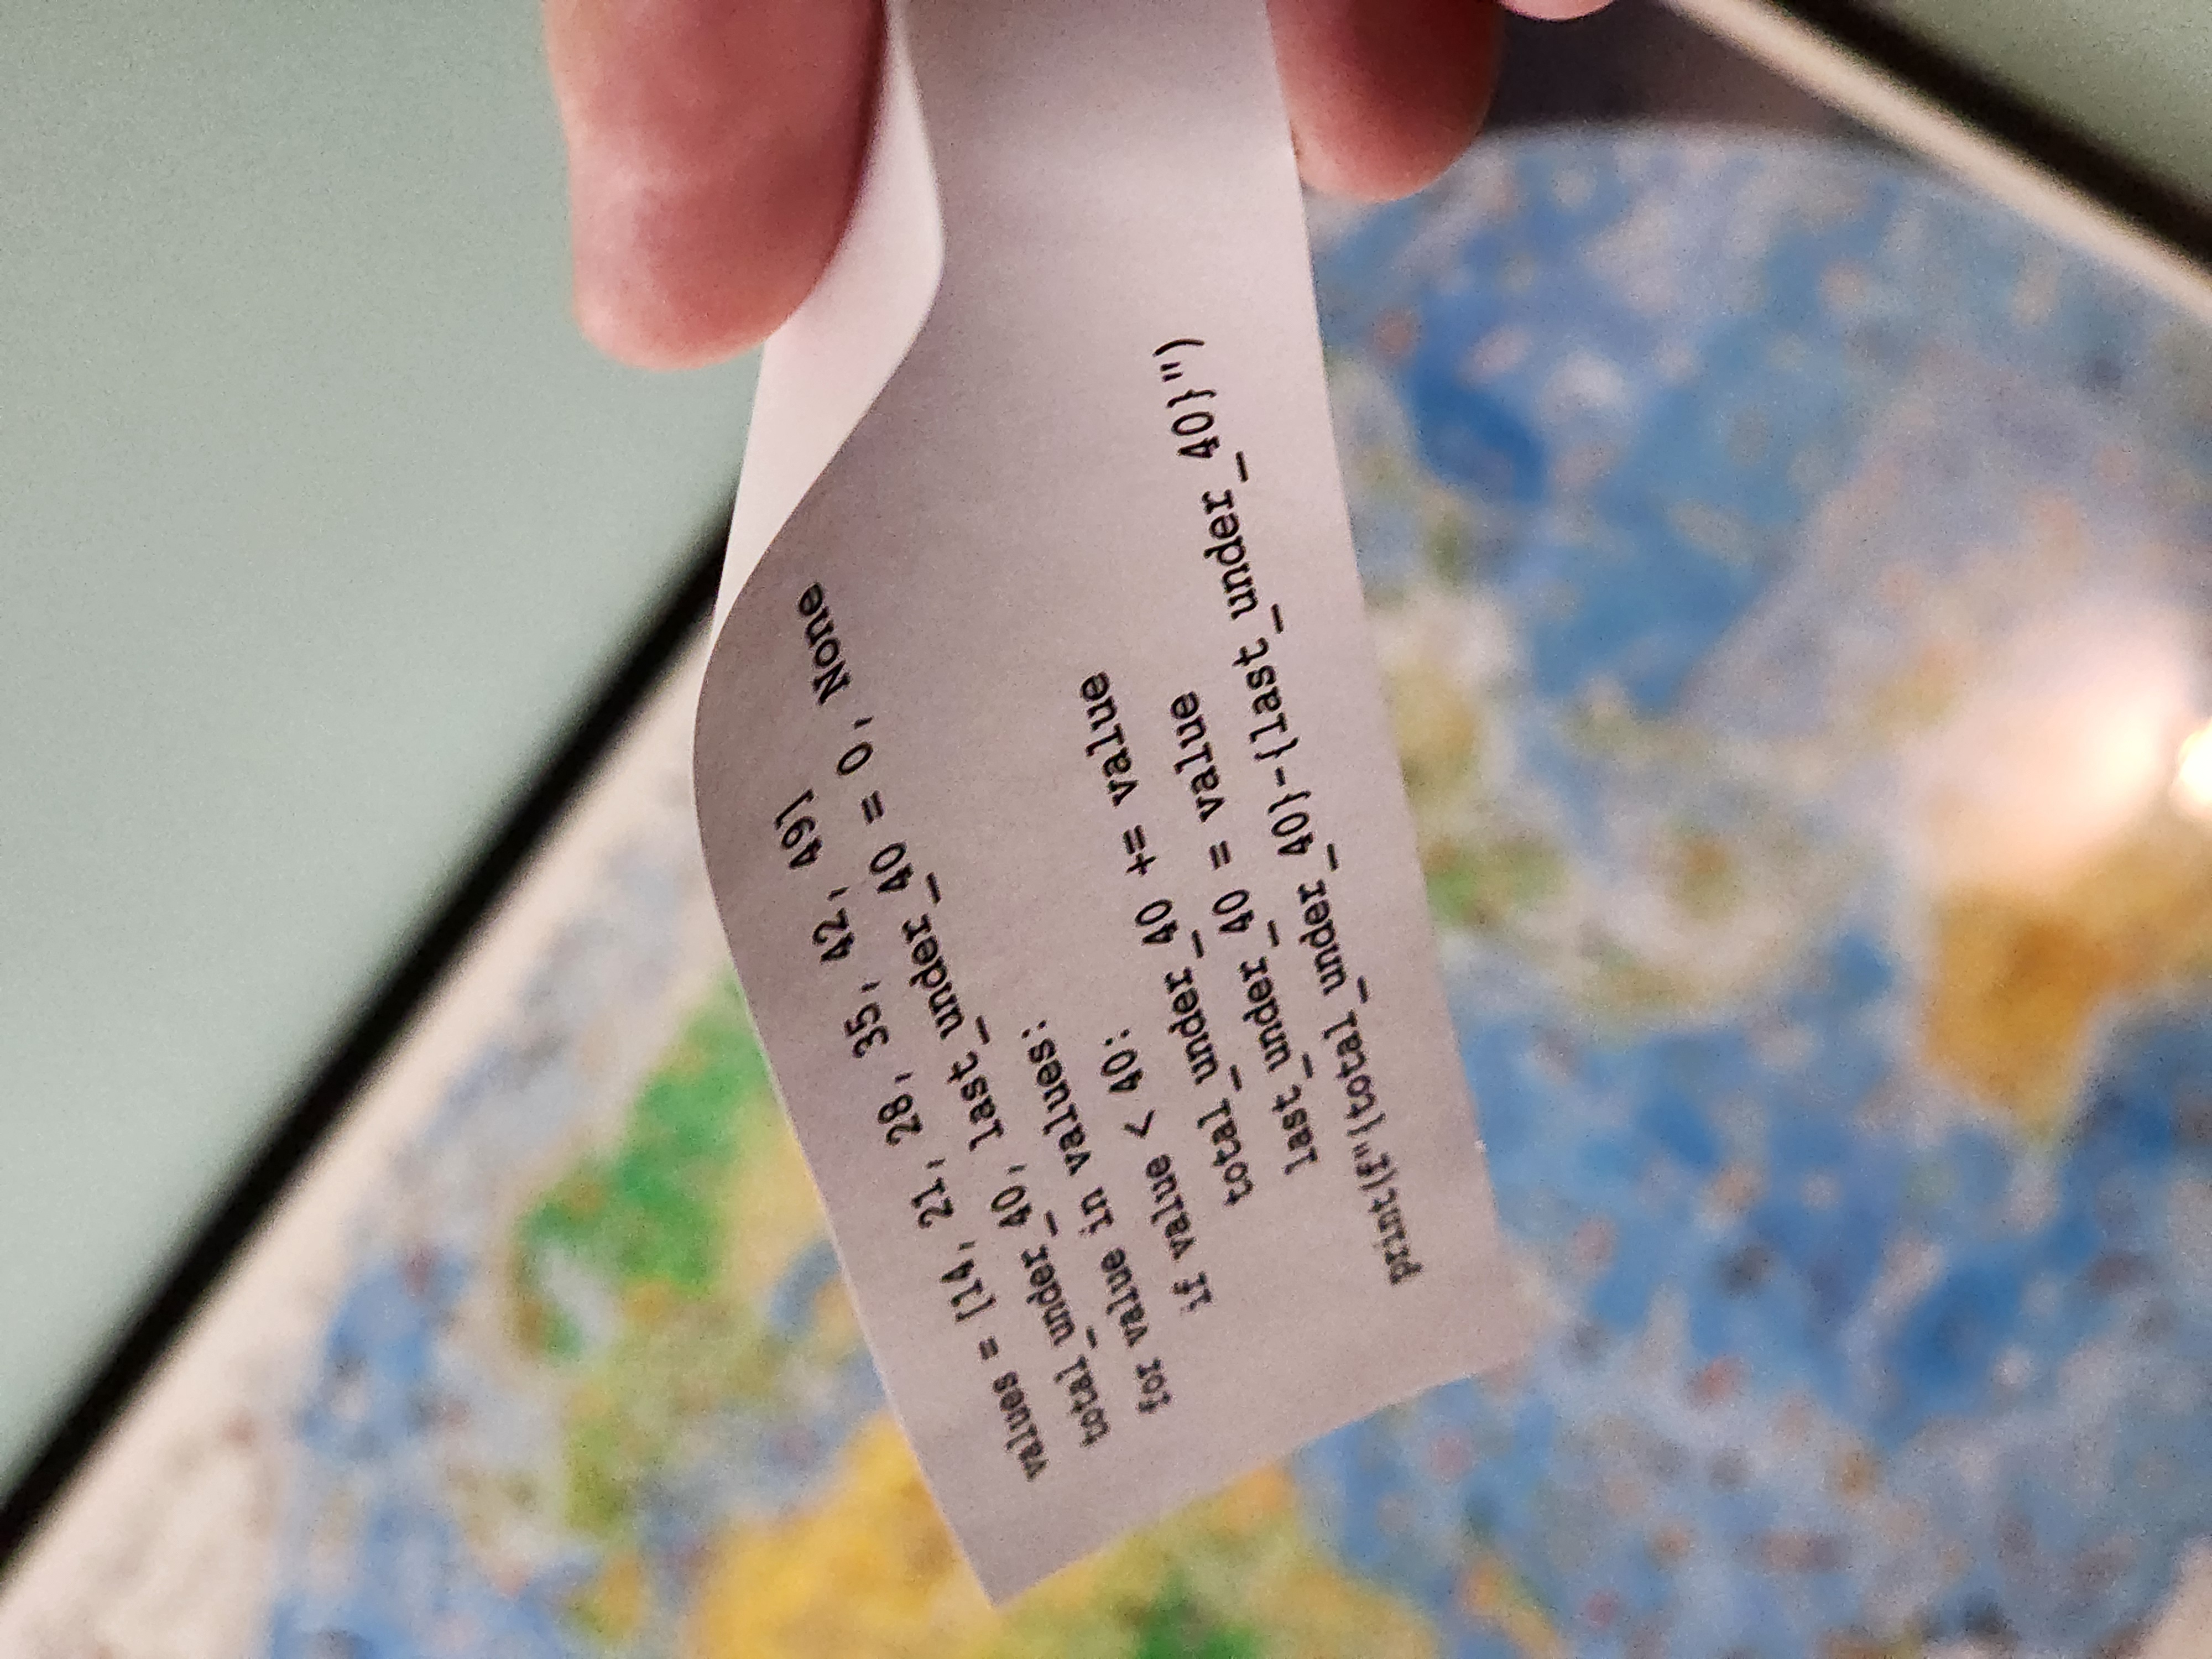 values = [14, 21, 28, 35, 42, 49]
total_under_40, last_under_40 = 0, None
for value in values:
    if value < 40:
        total_under_40 += value
        last_under_40 = value
print(f"{total_under_40}-{last_under_40}")